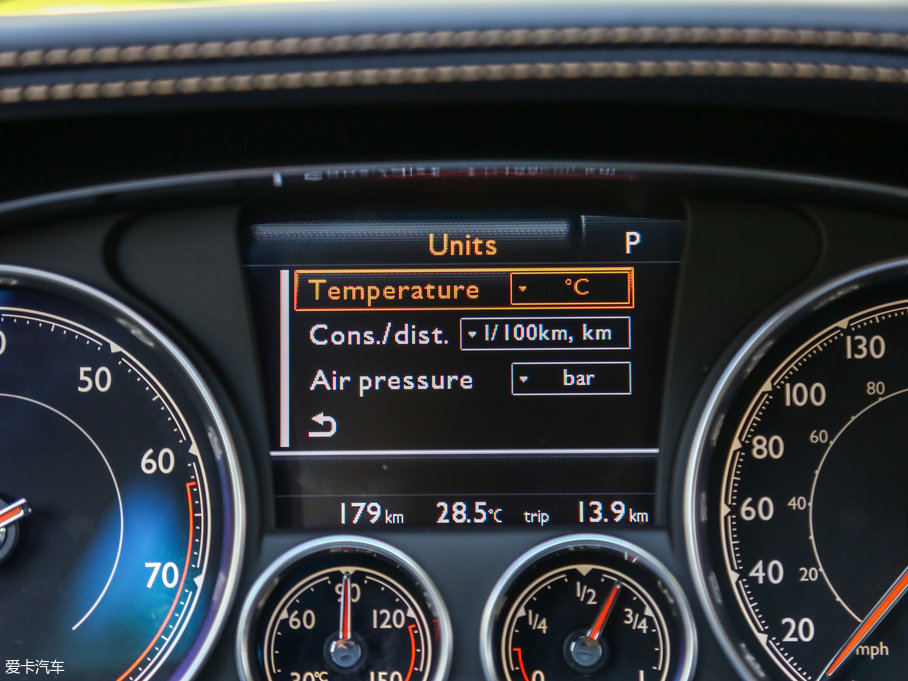 Units
P
Temperature °C
Cons./dist. l/100km, km
Air pressure bar
179 km 28.5 °C trip 13.9 km
50
60
70
30°C 60 90 120 150
0 1/4 1/2 3/4 1
20 40 60 80 100 130
20 40 60 80
mph
爱卡汽车